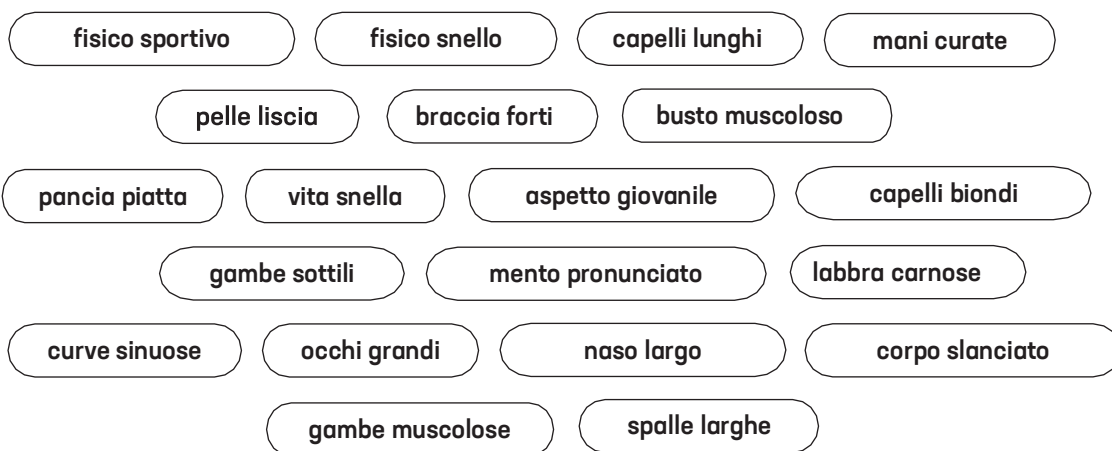 fisico sportivo fisico snello capelli lunghi mani curate
pelle liscia braccia forti busto muscoloso
pancia piatta vita snella aspetto giovanile capelli biondi
gambe sottili mento pronunciato labbra carnose
curve sinuose occhi grandi naso largo corpo slanciato
gambe muscolose spalle larghe